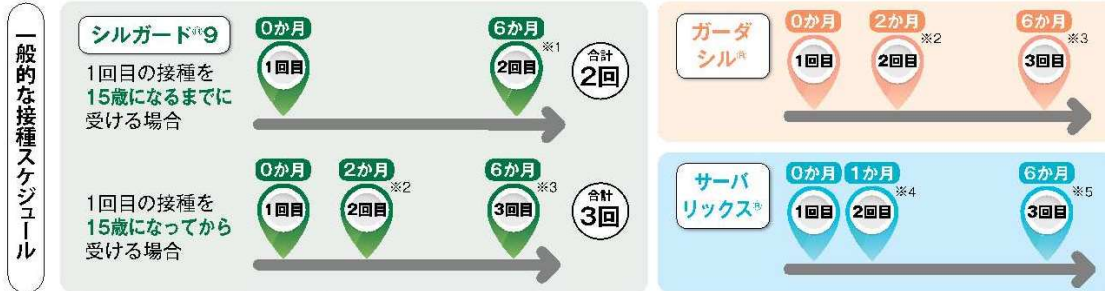 一般的な接種スケジュール
シルガード®9
1回目の接種を
15歳になるまでに
受ける場合
0か月
1回目
6か月
※1
2回目
合計
2回
1回目の接種を
15歳になってから
受ける場合
0か月
1回目
2か月
※2
2回目
6か月
※3
3回目
合計
3回
ガーダ
シル®
0か月
1回目
2か月
※2
2回目
6か月
※3
3回目
サーバ
リックス®
0か月
1回目
1か月
※4
2回目
6か月
※5
3回目